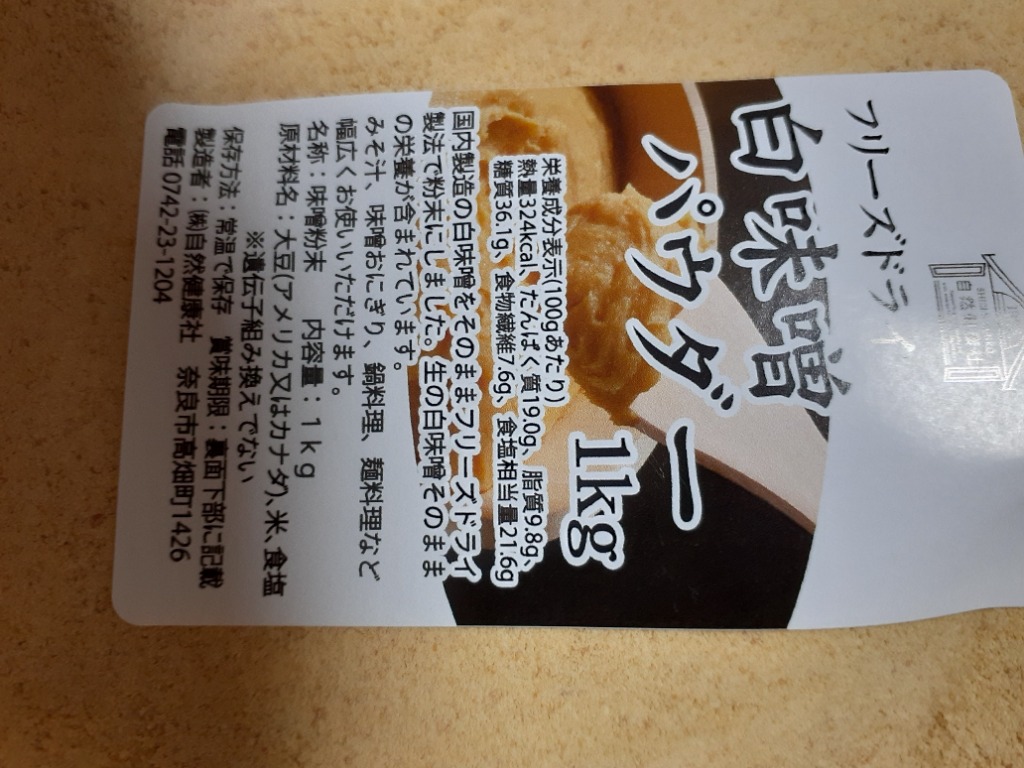 自然
フリーズドラ
白味噌
パウダー
1kg
栄養成分表示(100gあたり)
熱量324kcal、たんぱく質19.0g、脂質9.8g、
糖質36.1g、食物繊維7.6g、食塩相当量21.6g
国内製造の白味噌をそのままフリーズドライ
製法で粉末にしました。生の白味噌そのまま
の栄養が含まれています。
みそ汁、味噌おにぎり、鍋料理、麺料理など
幅広くお使いいただけます。
名称：味噌粉末　内容量：１ｋｇ
原材料名：大豆(アメリカ又はカナダ)、米、食塩
※遺伝子組み換えでない
保存方法：常温で保存　賞味期限：裏面下部に記載
製造者：㈱自然健康社　奈良市高畑町1426
電話 0742-23-1204